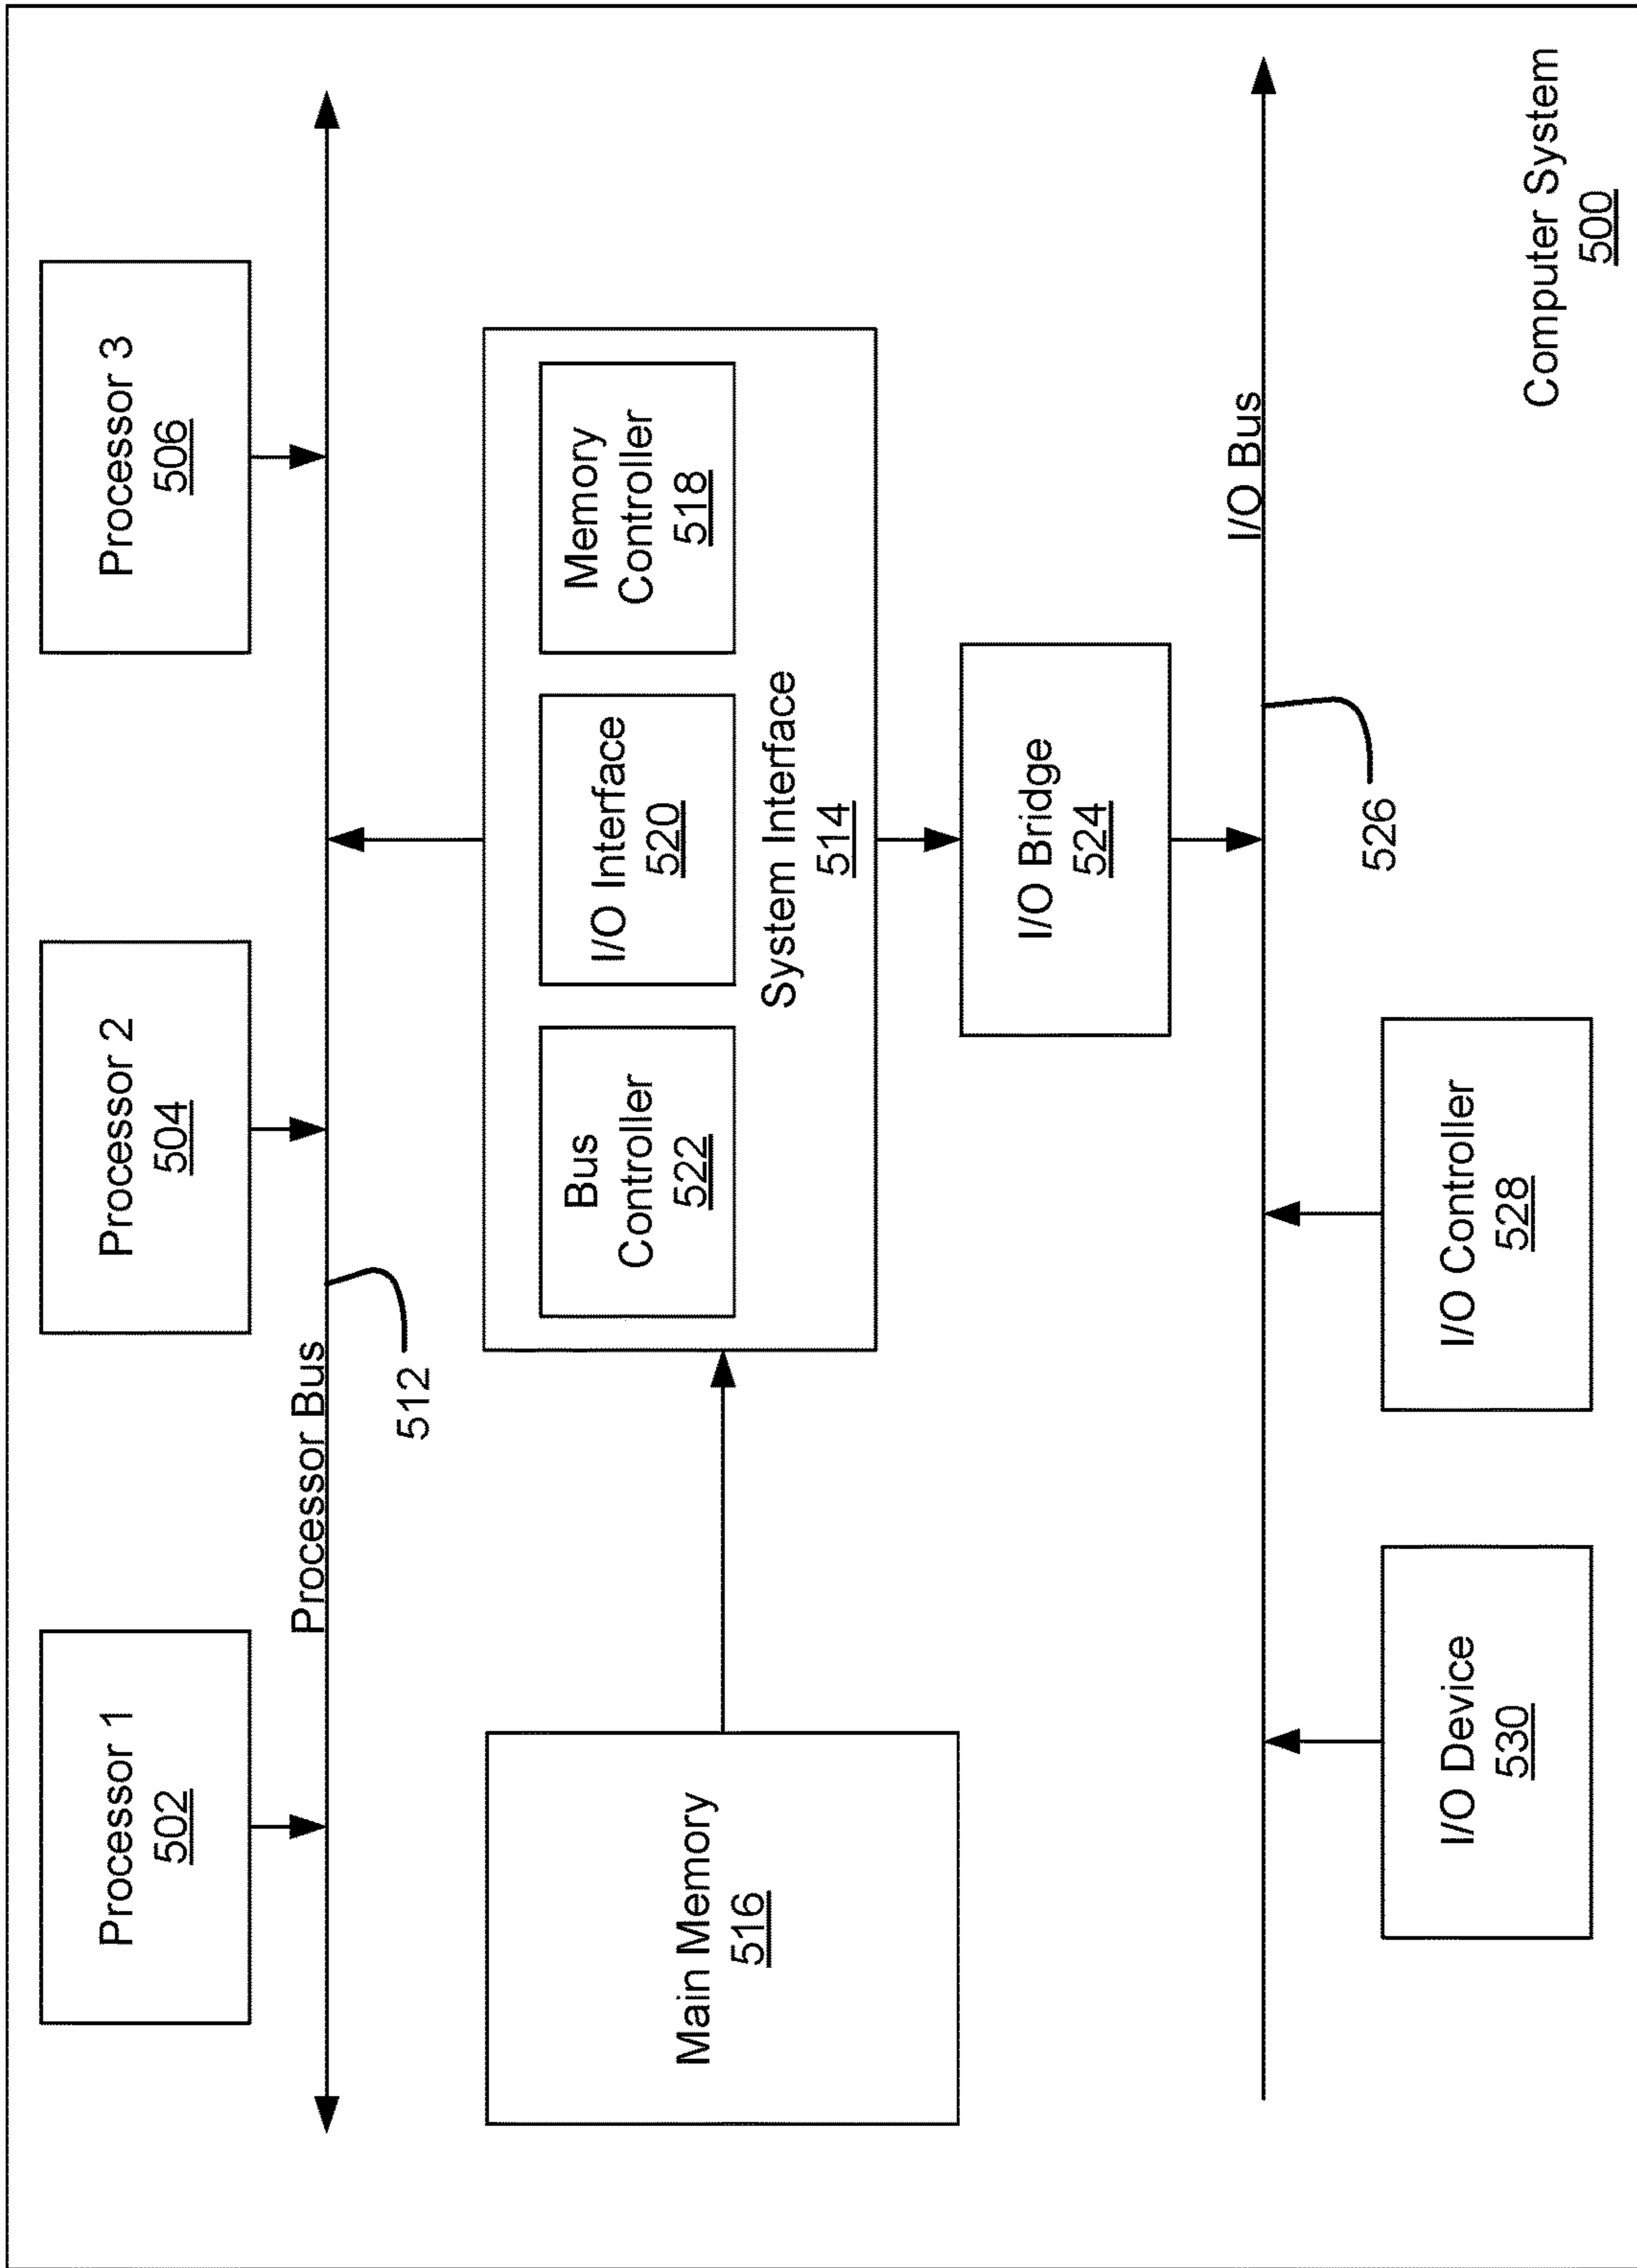 Processor 1
502
Processor 2
504
Processor 3
506
Processor Bus
512
Main Memory
516
Bus
Controller
522
I/O Interface
520
Memory
Controller
518
System Interface
514
I/O Bridge
524
I/O Bus
526
I/O Device
530
I/O Controller
528
Computer System
500